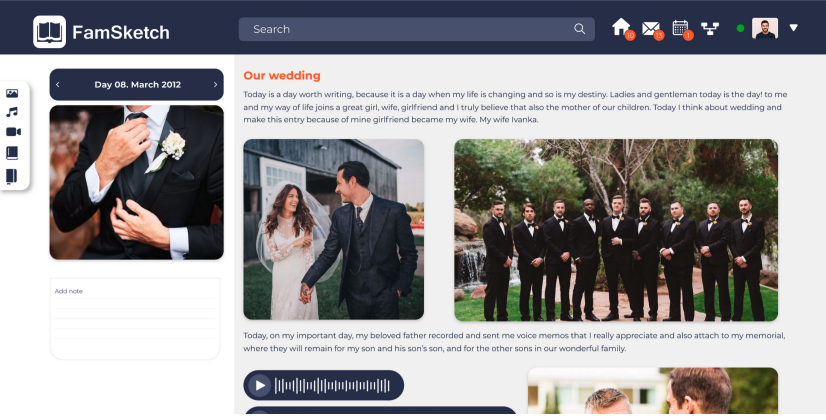 FamSketch
Search
10
13
1
Day 08. March 2012
Add note
Our wedding
Today is a day worth writing, because it is a day when my life is changing and so is my destiny. Ladies and gentleman today is the day! to me
and my way of life joins a great girl, wife, girlfriend and I truly believe that also the mother of our children. Today I think about wedding and
make this entry because of mine girlfriend became my wife. My wife Ivanka.
Today, on my important day, my beloved father recorded and sent me voice memos that I really appreciate and also attach to my memorial,
where they will remain for my son and his son's son, and for the other sons in our wonderful family.